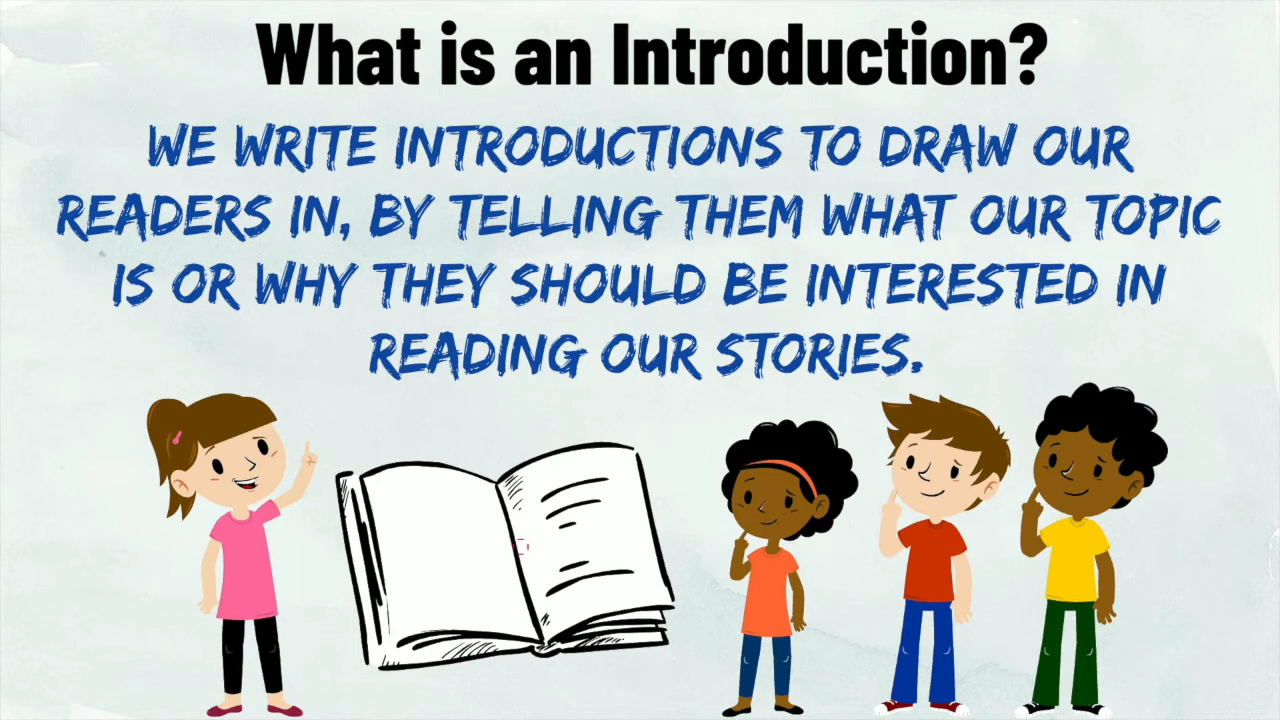 What is an Introduction?
WE WRITE INTRODUCTIONS TO DRAW OUR
READERS IN, BY TELLING THEM WHAT OUR TOPIC
IS OR WHY THEY SHOULD BE INTERESTED IN
READING OUR STORIES.